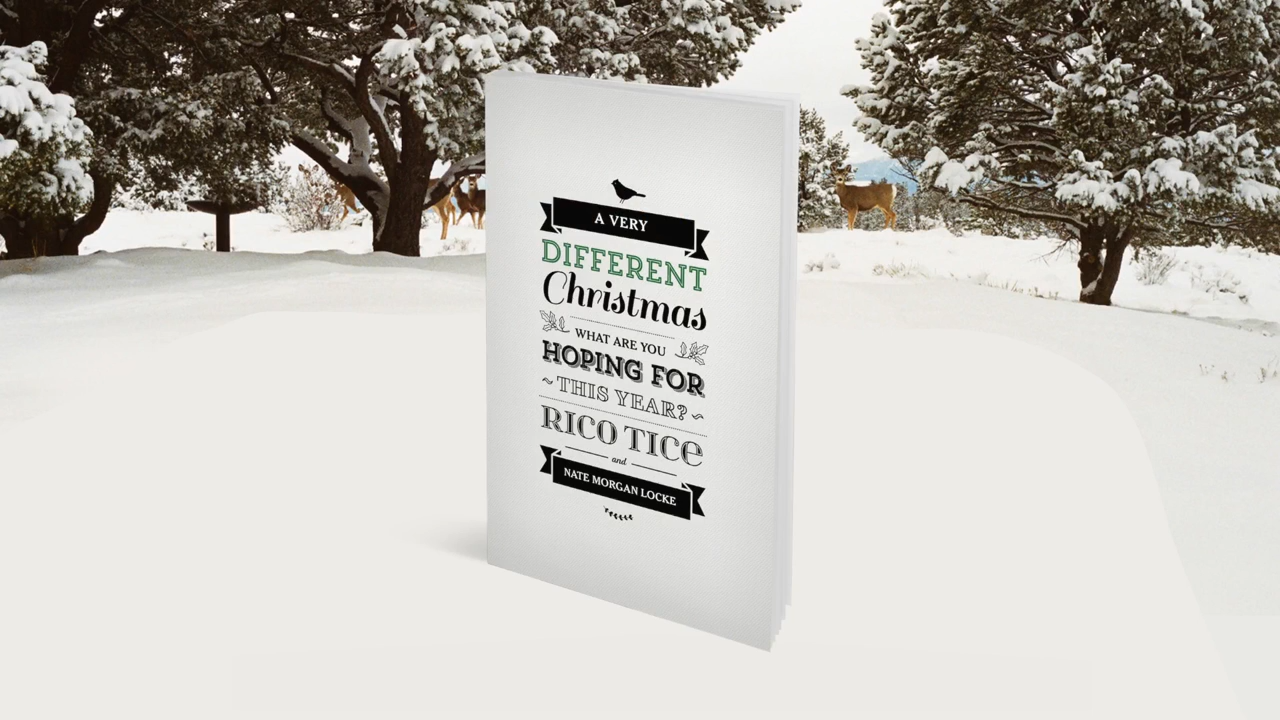 A VERY
DIFFERENT
Christmas
WHAT ARE YOU
HOPING FOR
~ THIS YEAR? ~
RICO TICE
and
NATE MORGAN LOCKE